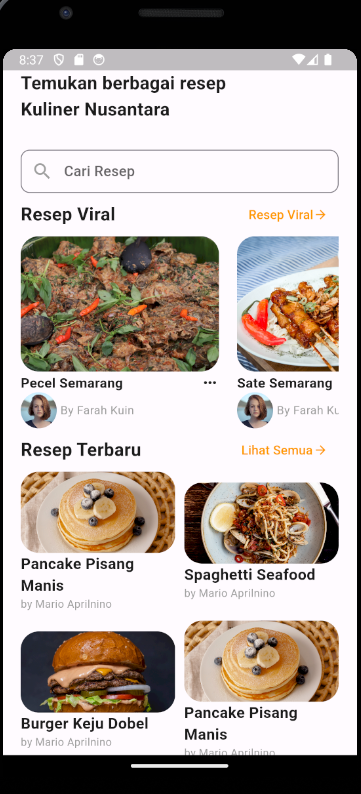 8:37
Temukan berbagai resep
Kuliner Nusantara
Cari Resep
Resep Viral
Resep Viral
Pecel Semarang
Sate Semarang
By Farah Kuin
By Farah Ku
Resep Terbaru
Lihat Semua
Pancake Pisang
Manis
by Mario Aprilnino
Spaghetti Seafood
by Mario Aprilnino
Burger Keju Dobel
by Mario Aprilnino
Pancake Pisang
Manis
by Mario Aprilnino